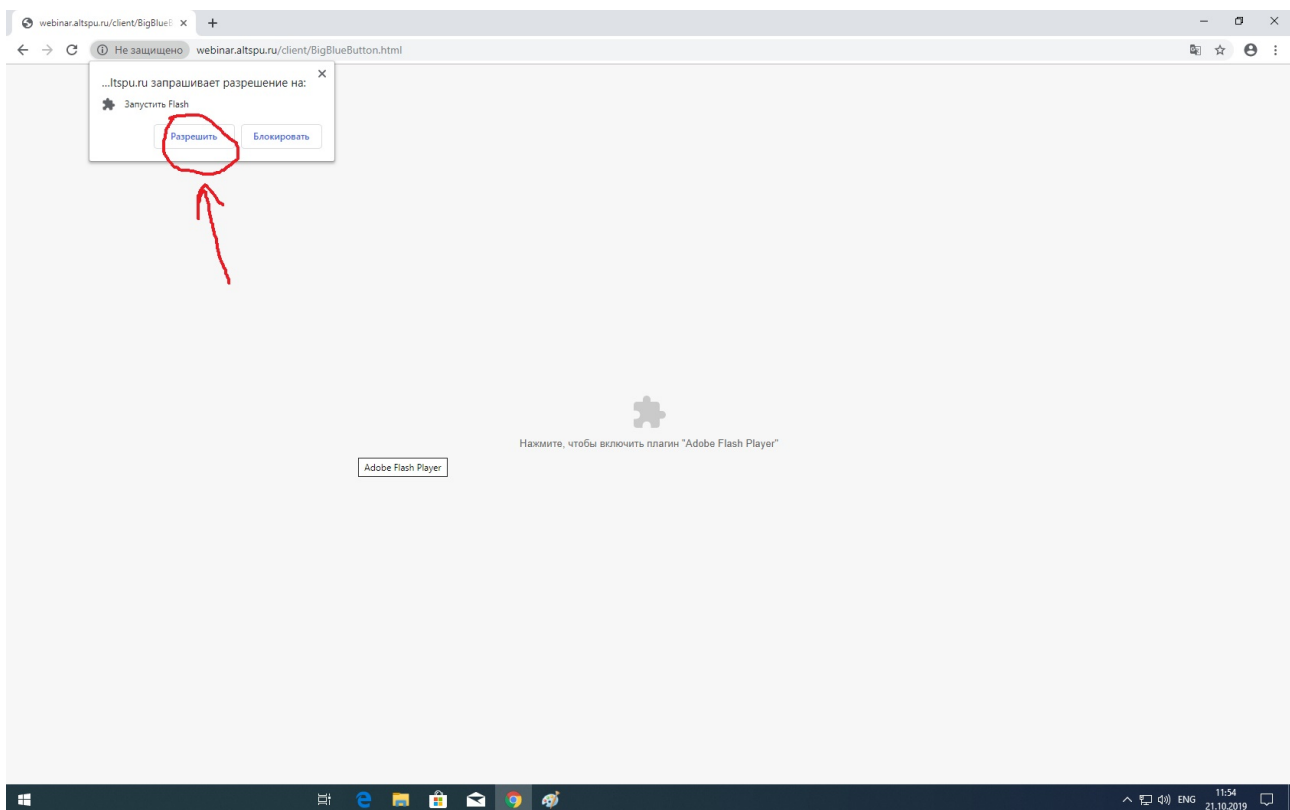 webinar.altspu.ru/client/BigBlueB
Не защищено webinar.altspu.ru/client/BigBlueButton.html
...ltspu.ru запрашивает разрешение на:
Запустить Flash
Разрешить Блокировать
Нажмите, чтобы включить плагин "Adobe Flash Player"
Adobe Flash Player
ENG 11:54
21.10.2019